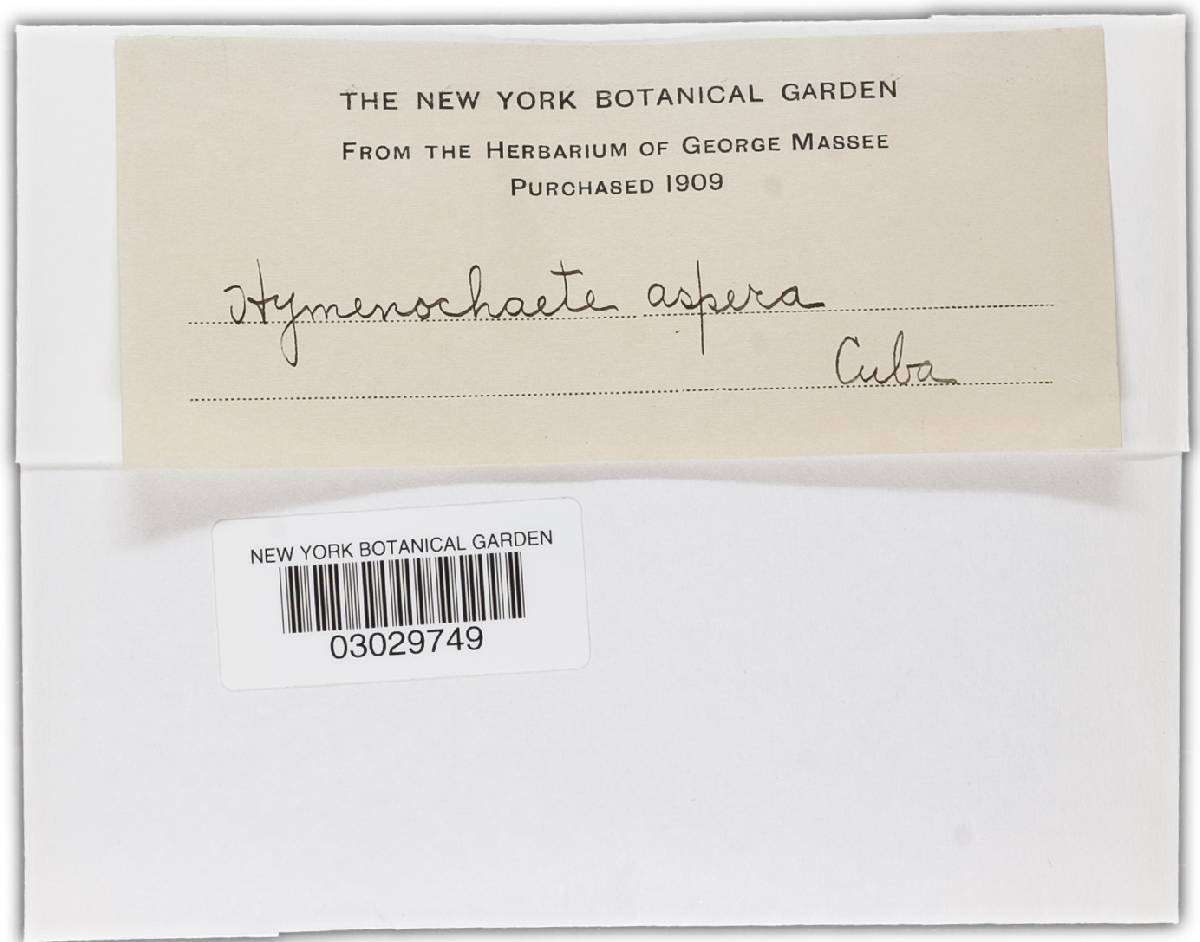 THE NEW YORK BOTANICAL GARDEN
FROM THE HERBARIUM OF GEORGE MASSEE
PURCHASED 1909
Hymenochaete aspera
Cuba
NEW YORK BOTANICAL GARDEN
03029749